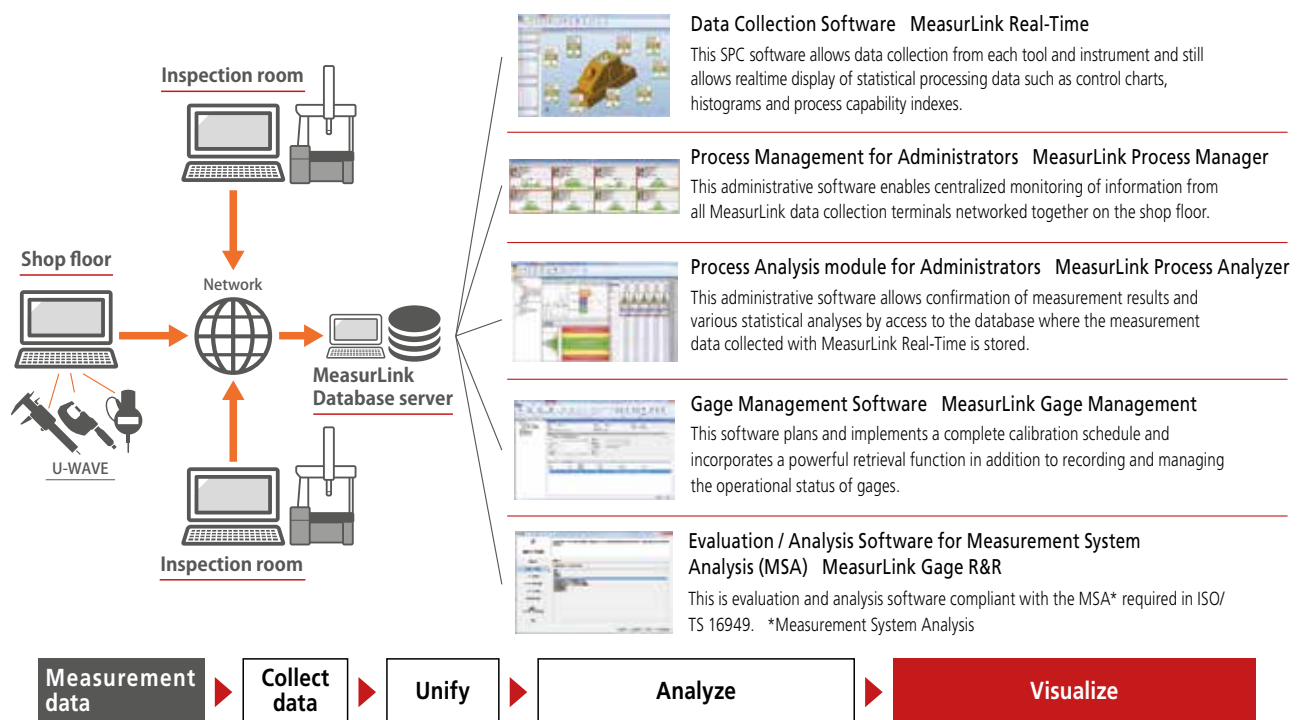 Inspection room
Shop floor
Network
MeasurLink
Database server
U-WAVE
Inspection room
Data Collection Software   MeasurLink Real-Time
This SPC software allows data collection from each tool and instrument and still
allows realtime display of statistical processing data such as control charts,
histograms and process capability indexes.
Process Management for Administrators   MeasurLink Process Manager
This administrative software enables centralized monitoring of information from
all MeasurLink data collection terminals networked together on the shop floor.
Process Analysis module for Administrators   MeasurLink Process Analyzer
This administrative software allows confirmation of measurement results and
various statistical analyses by access to the database where the measurement
data collected with MeasurLink Real-Time is stored.
Gage Management Software   MeasurLink Gage Management
This software plans and implements a complete calibration schedule and
incorporates a powerful retrieval function in addition to recording and managing
the operational status of gages.
Evaluation / Analysis Software for Measurement System
Analysis (MSA)   MeasurLink Gage R&R
This is evaluation and analysis software compliant with the MSA* required in ISO/
TS 16949.   *Measurement System Analysis
Measurement
data
Collect
data
Unify
Analyze
Visualize